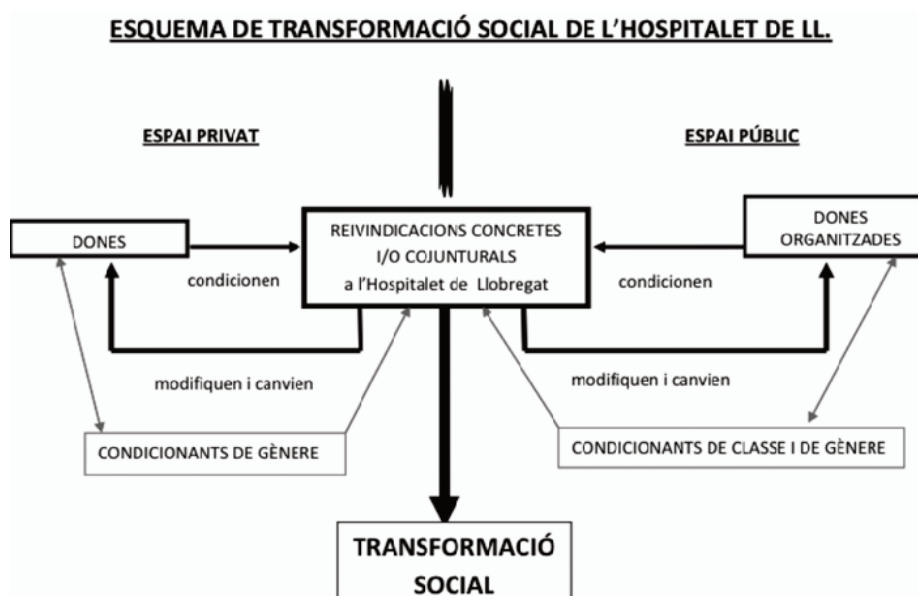 ESQUEMA DE TRANSFORMACIÓ SOCIAL DE L'HOSPITALET DE LL.
ESPAI PRIVAT
ESPAI PÚBLIC
DONES
REIVINDICACIONS CONCRETES
I/O COJUNTURALS
a l'Hospitalet de Llobregat
DONES
ORGANITZADES
condicionen
condicionen
modifiquen i canvien
modifiquen i canvien
CONDICIONANTS DE GÈNERE
CONDICIONANTS DE CLASSE I DE GÈNERE
TRANSFORMACIÓ
SOCIAL